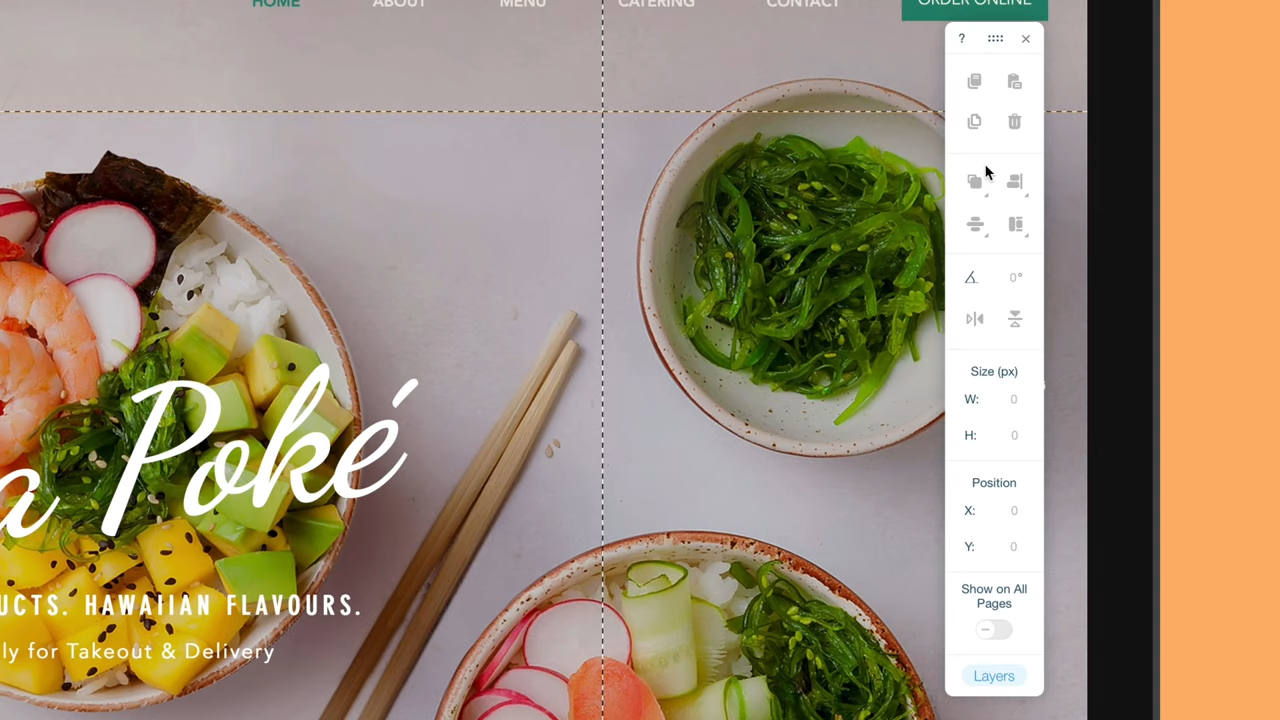 HOME ABOUT MENU CATERING CONTACT ORDER ONLINE
?
0°
Size (px)
W: 0
H: 0
Position
X: 0
Y: 0
Show on All
Pages
Layers
a Poké
UCTS. HAWAIIAN FLAVOURS.
ly for Takeout & Delivery